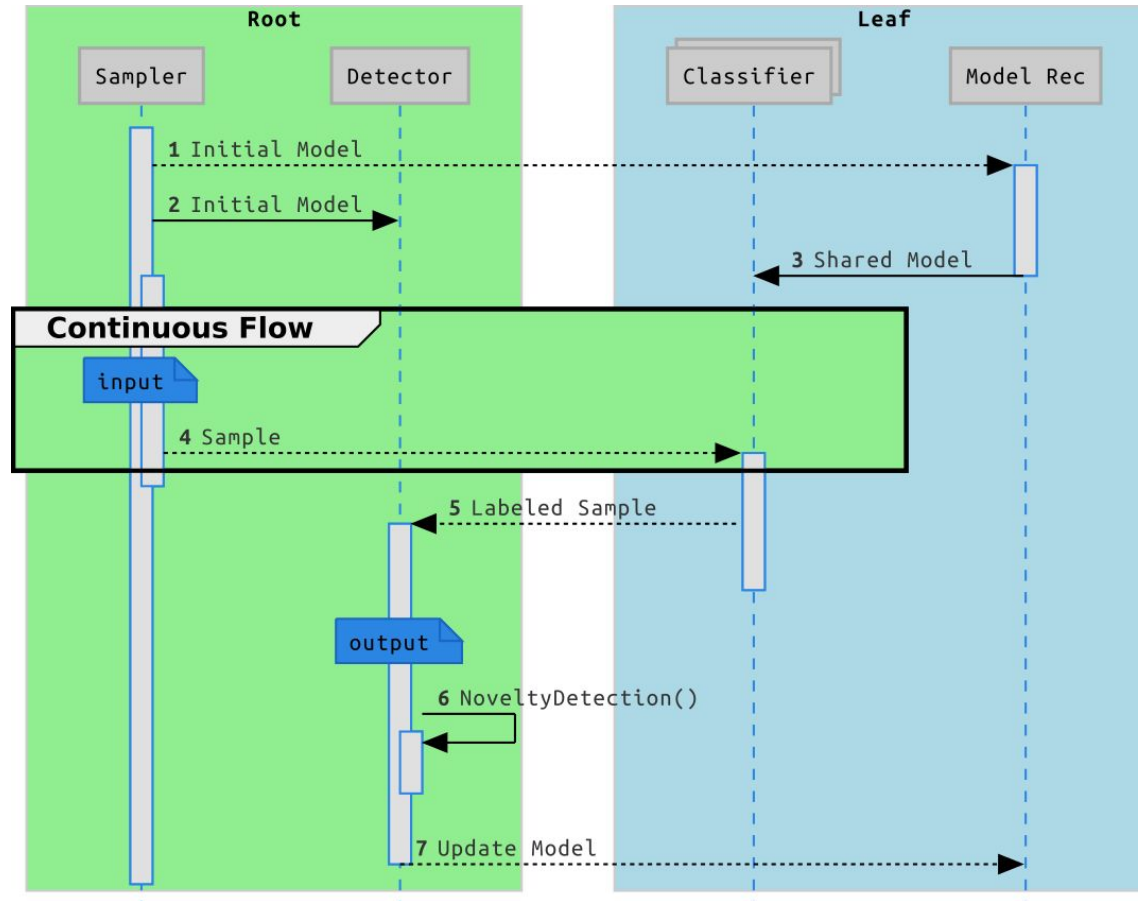 Root
Leaf
Sampler
Detector
Classifier
Model Rec
1 Initial Model
2 Initial Model
3 Shared Model
Continuous Flow
input
4 Sample
5 Labeled Sample
output
6 NoveltyDetection()
7 Update Model